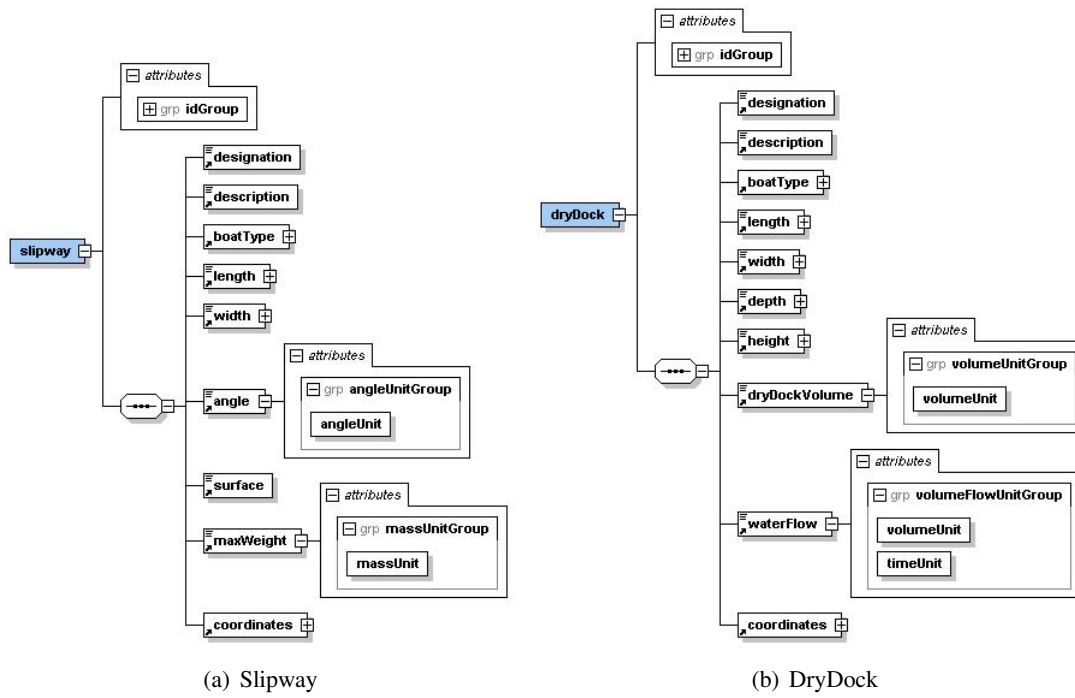 attributes
grp idGroup
slipway
designation
description
boatType
length
width
angle
attributes
grp angleUnitGroup
angleUnit
surface
maxWeight
attributes
grp massUnitGroup
massUnit
coordinates
(a) Slipway
attributes
grp idGroup
dryDock
designation
description
boatType
length
width
depth
height
dryDockVolume
attributes
grp volumeUnitGroup
volumeUnit
waterFlow
attributes
grp volumeFlowUnitGroup
volumeUnit
timeUnit
coordinates
(b) DryDock